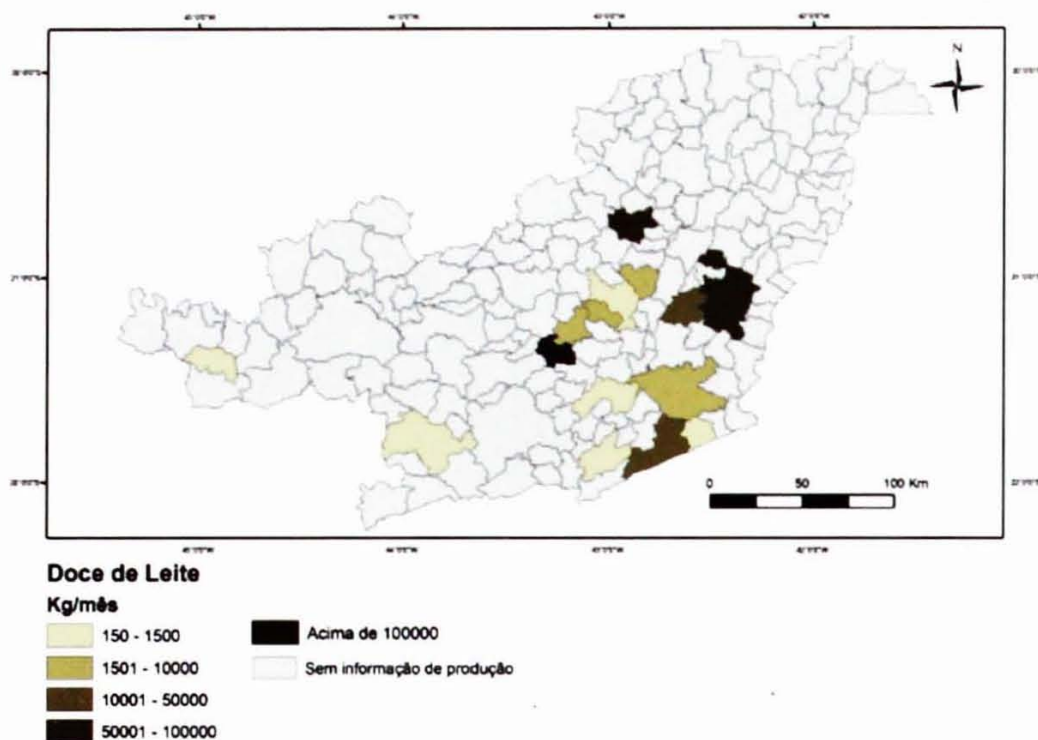 N
0 50 100 Km
Doce de Leite
Kg/mês
150 - 1500
1501 - 10000
10001 - 50000
50001 - 100000
Acima de 100000
Sem informação de produção